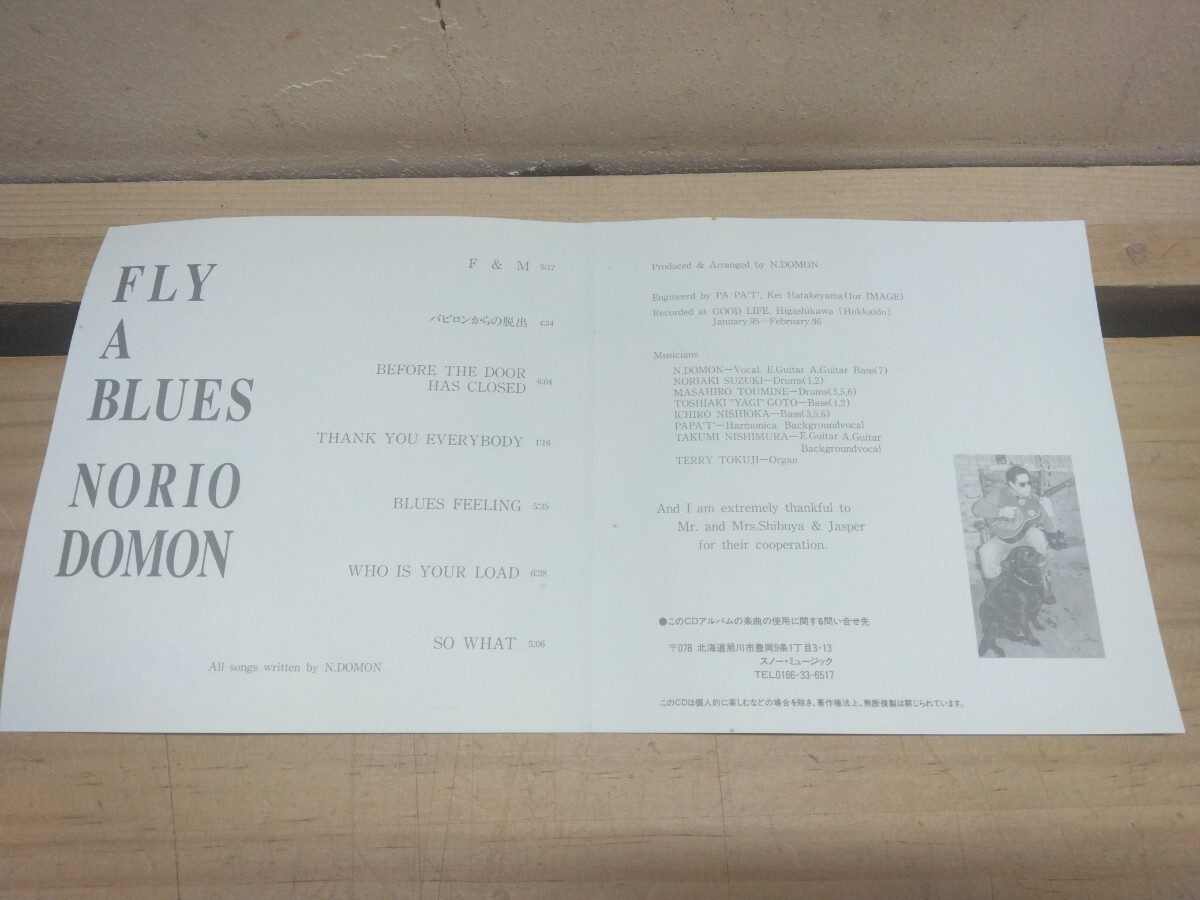 FLY
A
BLUES
NORIO
DOMON
F & M 5:17
バビロンからの脱出 4:34
BEFORE THE DOOR
HAS CLOSED 6:04
THANK YOU EVERYBODY 1:16
BLUES FEELING 5:35
WHO IS YOUR LOAD 6:28
SO WHAT 5:06
All songs written by N.DOMON
Produced & Arranged by N.DOMON
Engineerd by PA PA"T", Kei Hatakeyama(for IMAGE)
Recorded at GOOD LIFE. Higashikawa (Hokkaido)
January.95—February.96
Musicians
N.DOMON—Vocal. E.Guitar A.Guitar Bass(7)
NORIAKI SUZUKI—Drums(1,2)
MASAHIRO TOUMINE—Drums(3,5,6)
TOSHIAKI "YAGI" GOTO—Bass(1,2)
ICHIRO NISHIOKA—Bass(3,5,6)
PAPA"T"—Harmonica Backgroundvocal
TAKUMI NISHIMURA—E.Guitar A.Guitar
Backgroundvocal
TERRY TOKUJI—Organ
And I am extremely thankful to
Mr. and Mrs.Shibuya & Jasper
for their cooperation.
●このCDアルバムの楽曲の使用に関する問い合せ先
〒078 北海道旭川市豊岡9条1丁目3-13
スノー・ミュージック
TEL0166-33-6517
このCDは個人的に楽しむなどの場合を除き、著作権法上、無断複製は禁じられています。